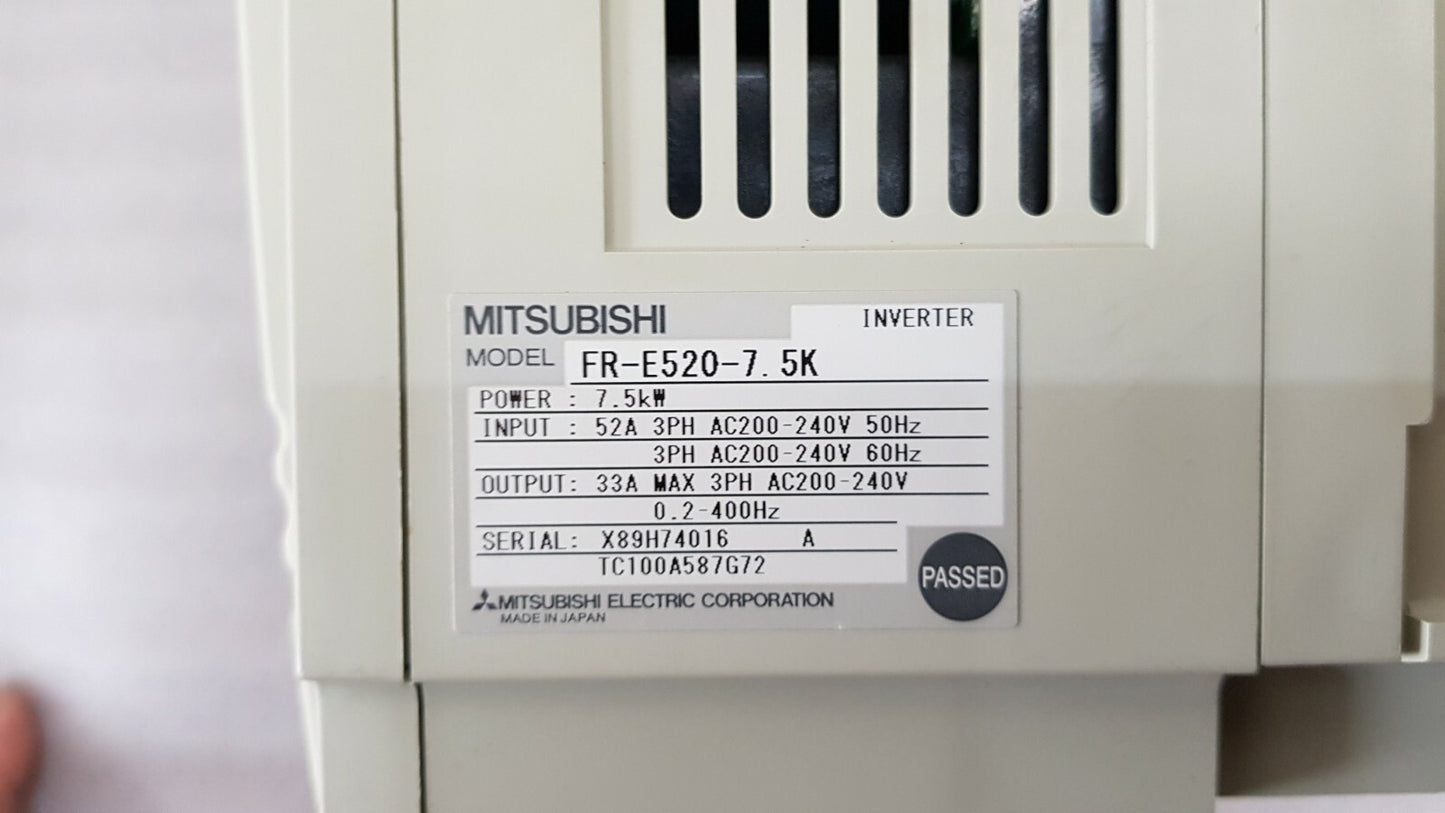 MITSUBISHI INVERTER
MODEL FR-E520-7.5K
POWER : 7.5kW
INPUT : 52A 3PH AC200-240V 50Hz
3PH AC200-240V 60Hz
OUTPUT: 33A MAX 3PH AC200-240V
0.2-400Hz
SERIAL: X89H74016 A
TC100A587G72
PASSED
MITSUBISHI ELECTRIC CORPORATION
MADE IN JAPAN